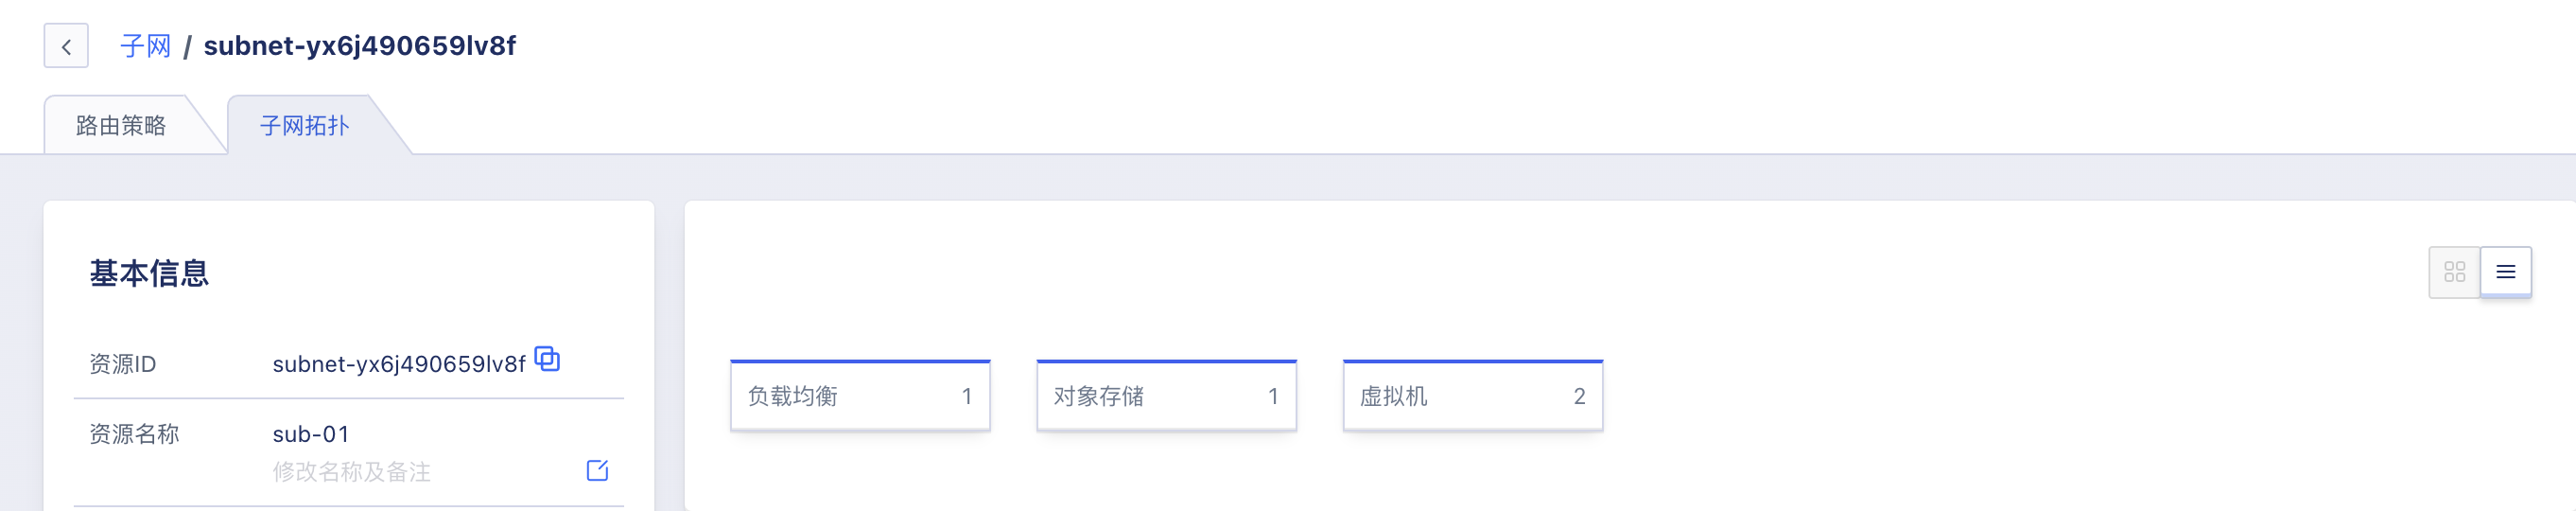 子网 / subnet-yx6j490659lv8f
路由策略 子网拓扑
基本信息
资源ID subnet-yx6j490659lv8f
资源名称 sub-01
修改名称及备注
负载均衡 1 对象存储 1 虚拟机 2